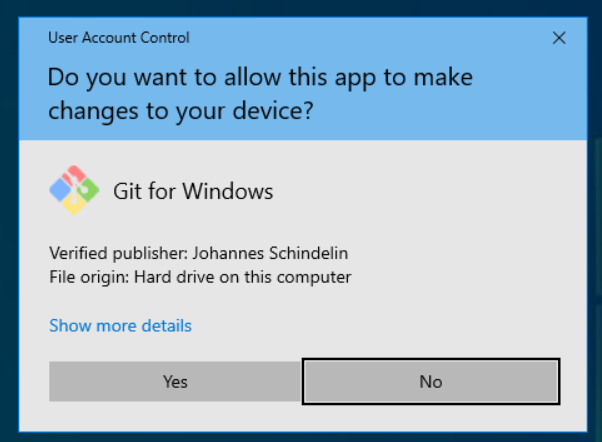 User Account Control
Do you want to allow this app to make
changes to your device?
Git for Windows
Verified publisher: Johannes Schindelin
File origin: Hard drive on this computer
Show more details
Yes
No